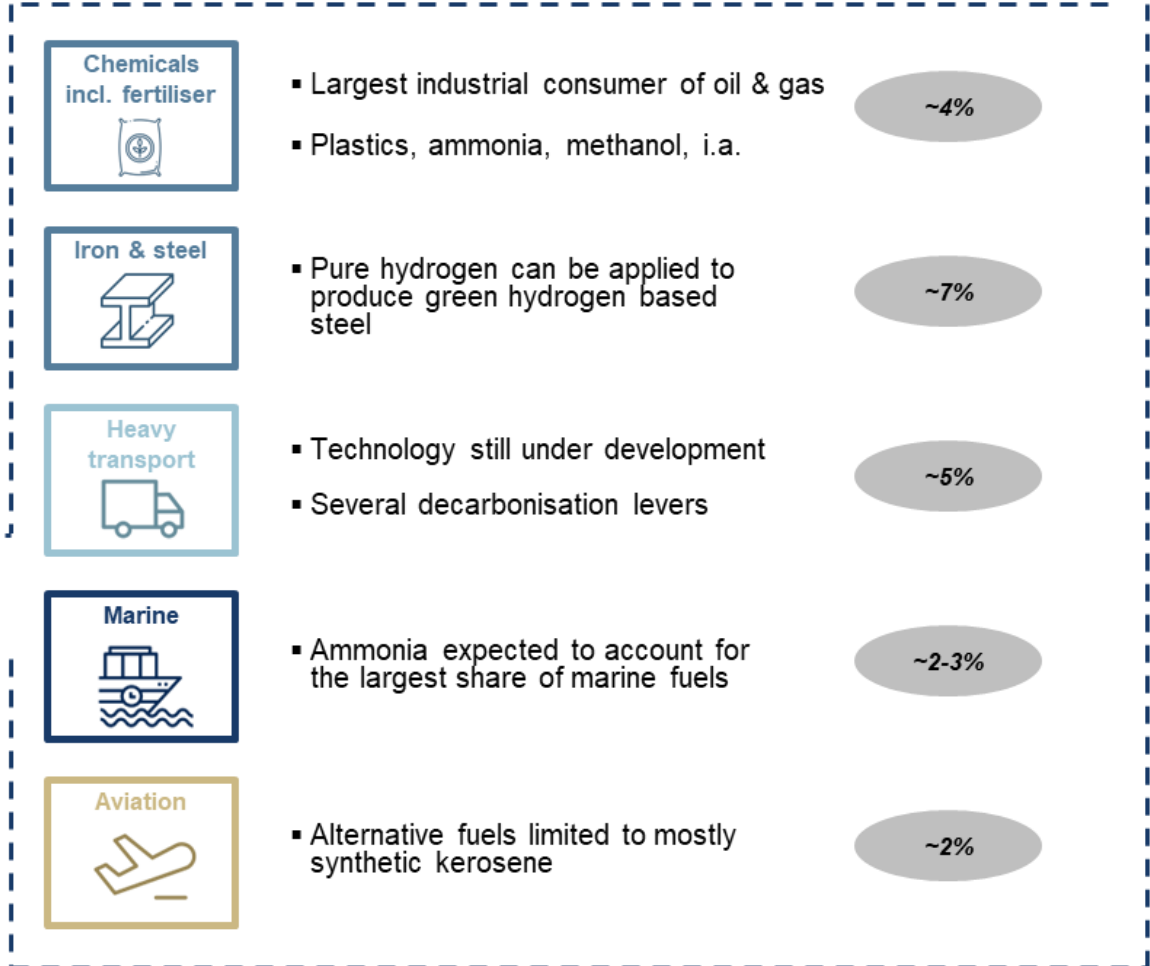 Chemicals
incl. fertiliser
▪ Largest industrial consumer of oil & gas
▪ Plastics, ammonia, methanol, i.a.
~4%
Iron & steel
▪ Pure hydrogen can be applied to
produce green hydrogen based
steel
~7%
Heavy
transport
▪ Technology still under development
▪ Several decarbonisation levers
~5%
Marine
▪ Ammonia expected to account for
the largest share of marine fuels
~2-3%
Aviation
▪ Alternative fuels limited to mostly
synthetic kerosene
~2%